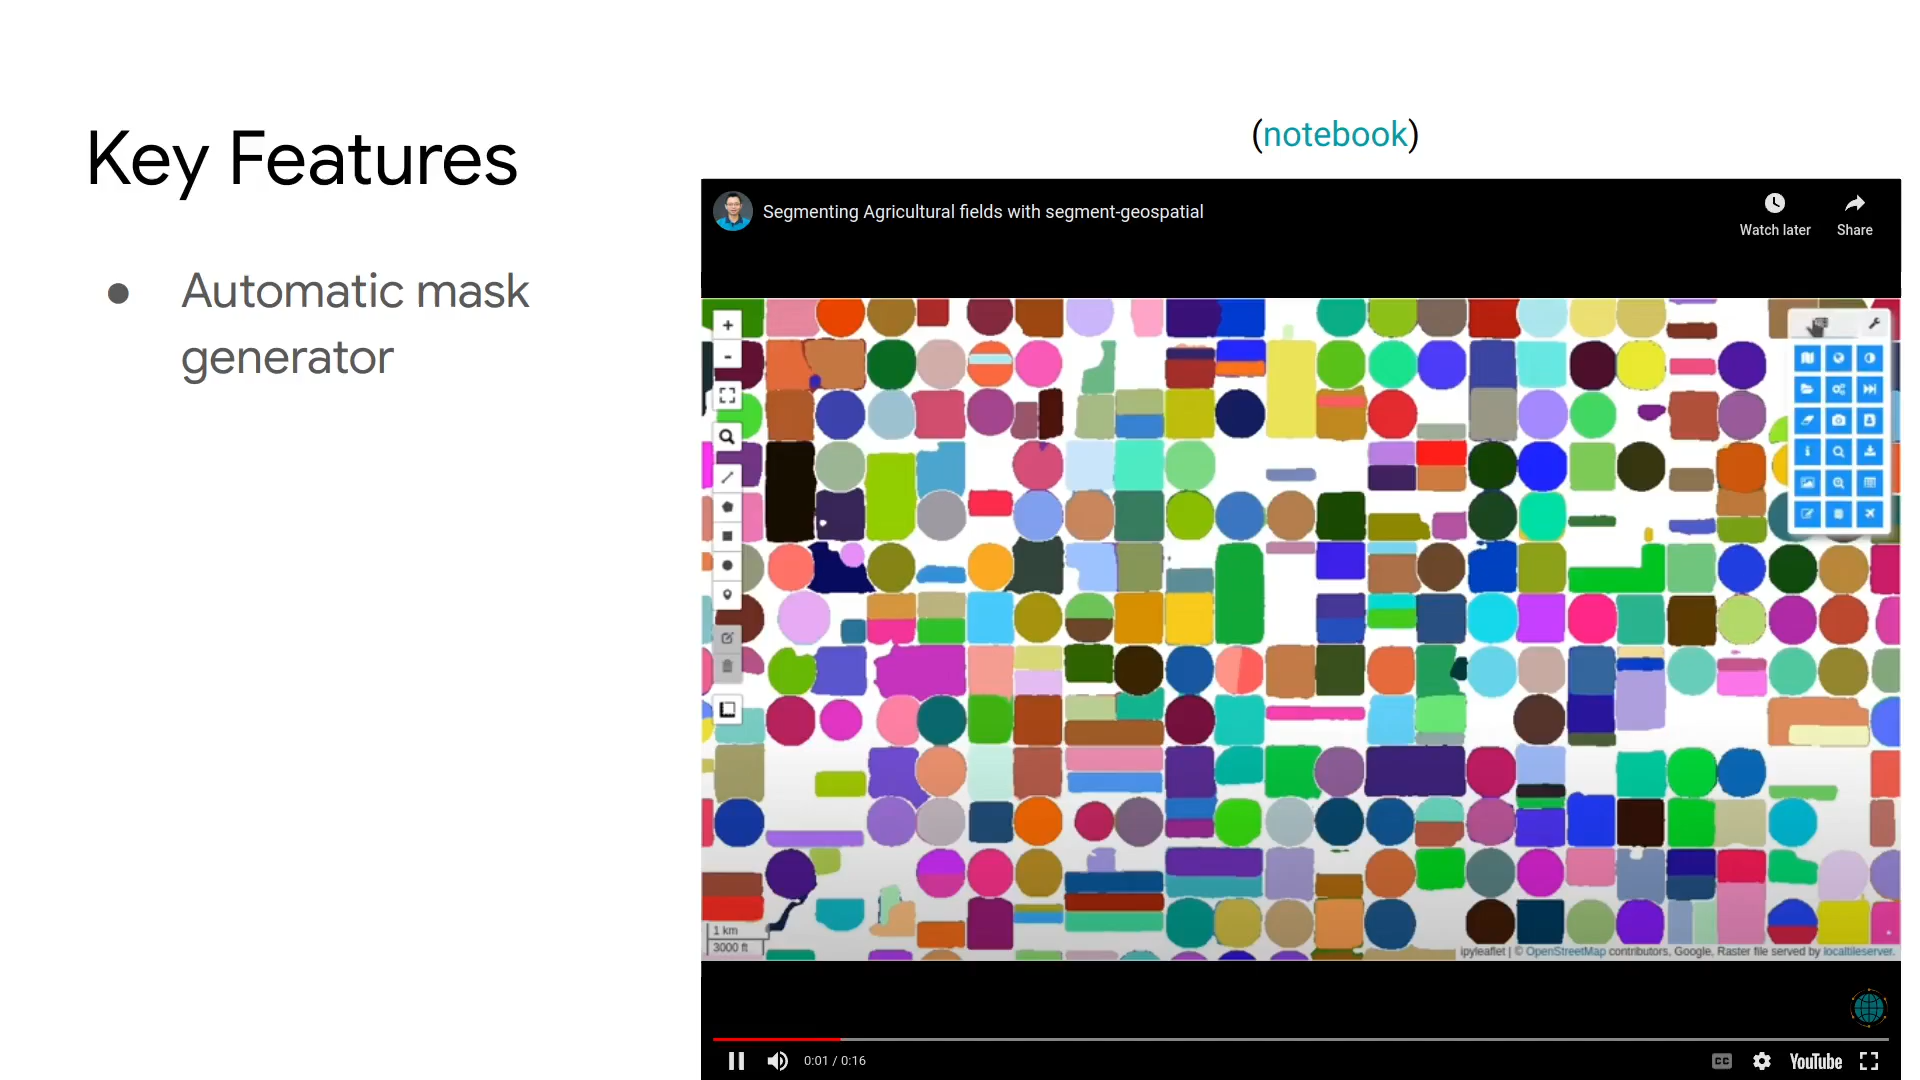 Key Features
● Automatic mask
generator
(notebook)
Segmenting Agricultural fields with segment-geospatial
Watch later
Share
+
-
1 km
3000 ft
ipyleaflet | © OpenStreetMap contributors, Google, Raster file served by localtileserver.
0:01 / 0:16
CC
YouTube